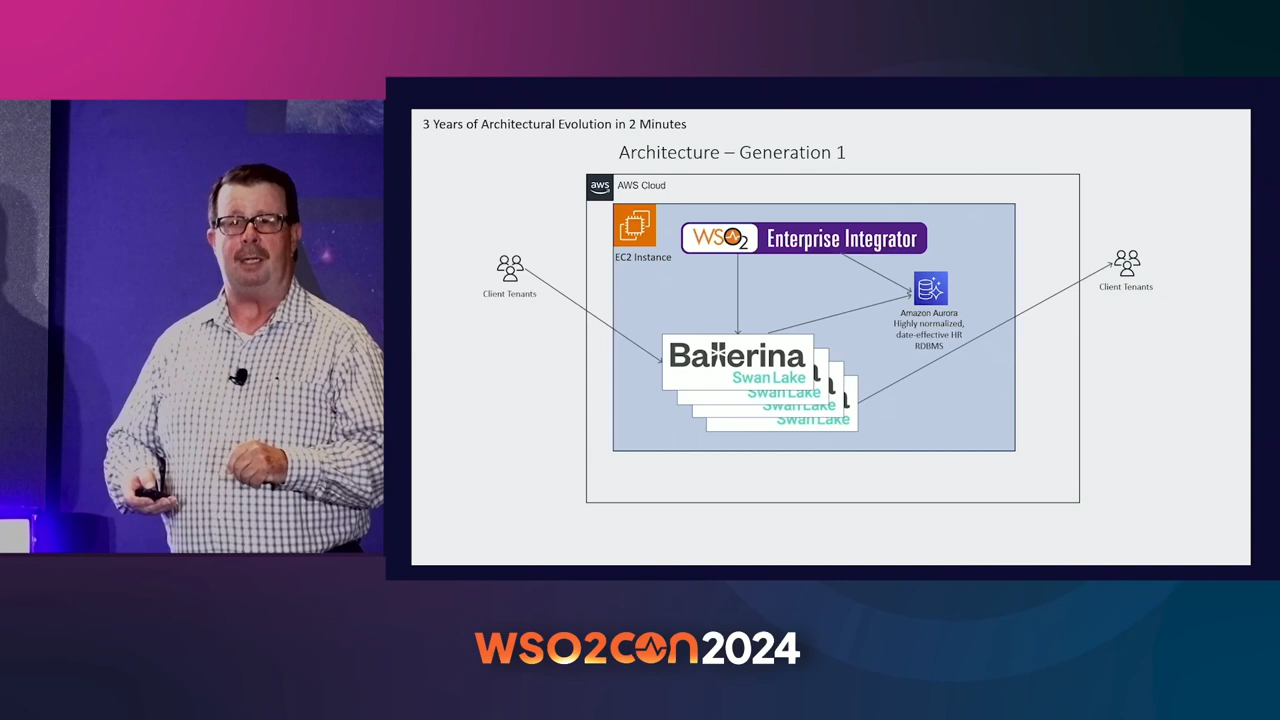 3 Years of Architectural Evolution in 2 Minutes
Architecture – Generation 1
aws
AWS Cloud
WSO2 Enterprise Integrator
EC2 Instance
Client Tenants
Client Tenants
Amazon Aurora
Highly normalized,
date-effective HR
RDBMS
Ballerina
Swan Lake
a
Swan Lake
a
Swan Lake
a
Swan Lake
WSO2CON2024